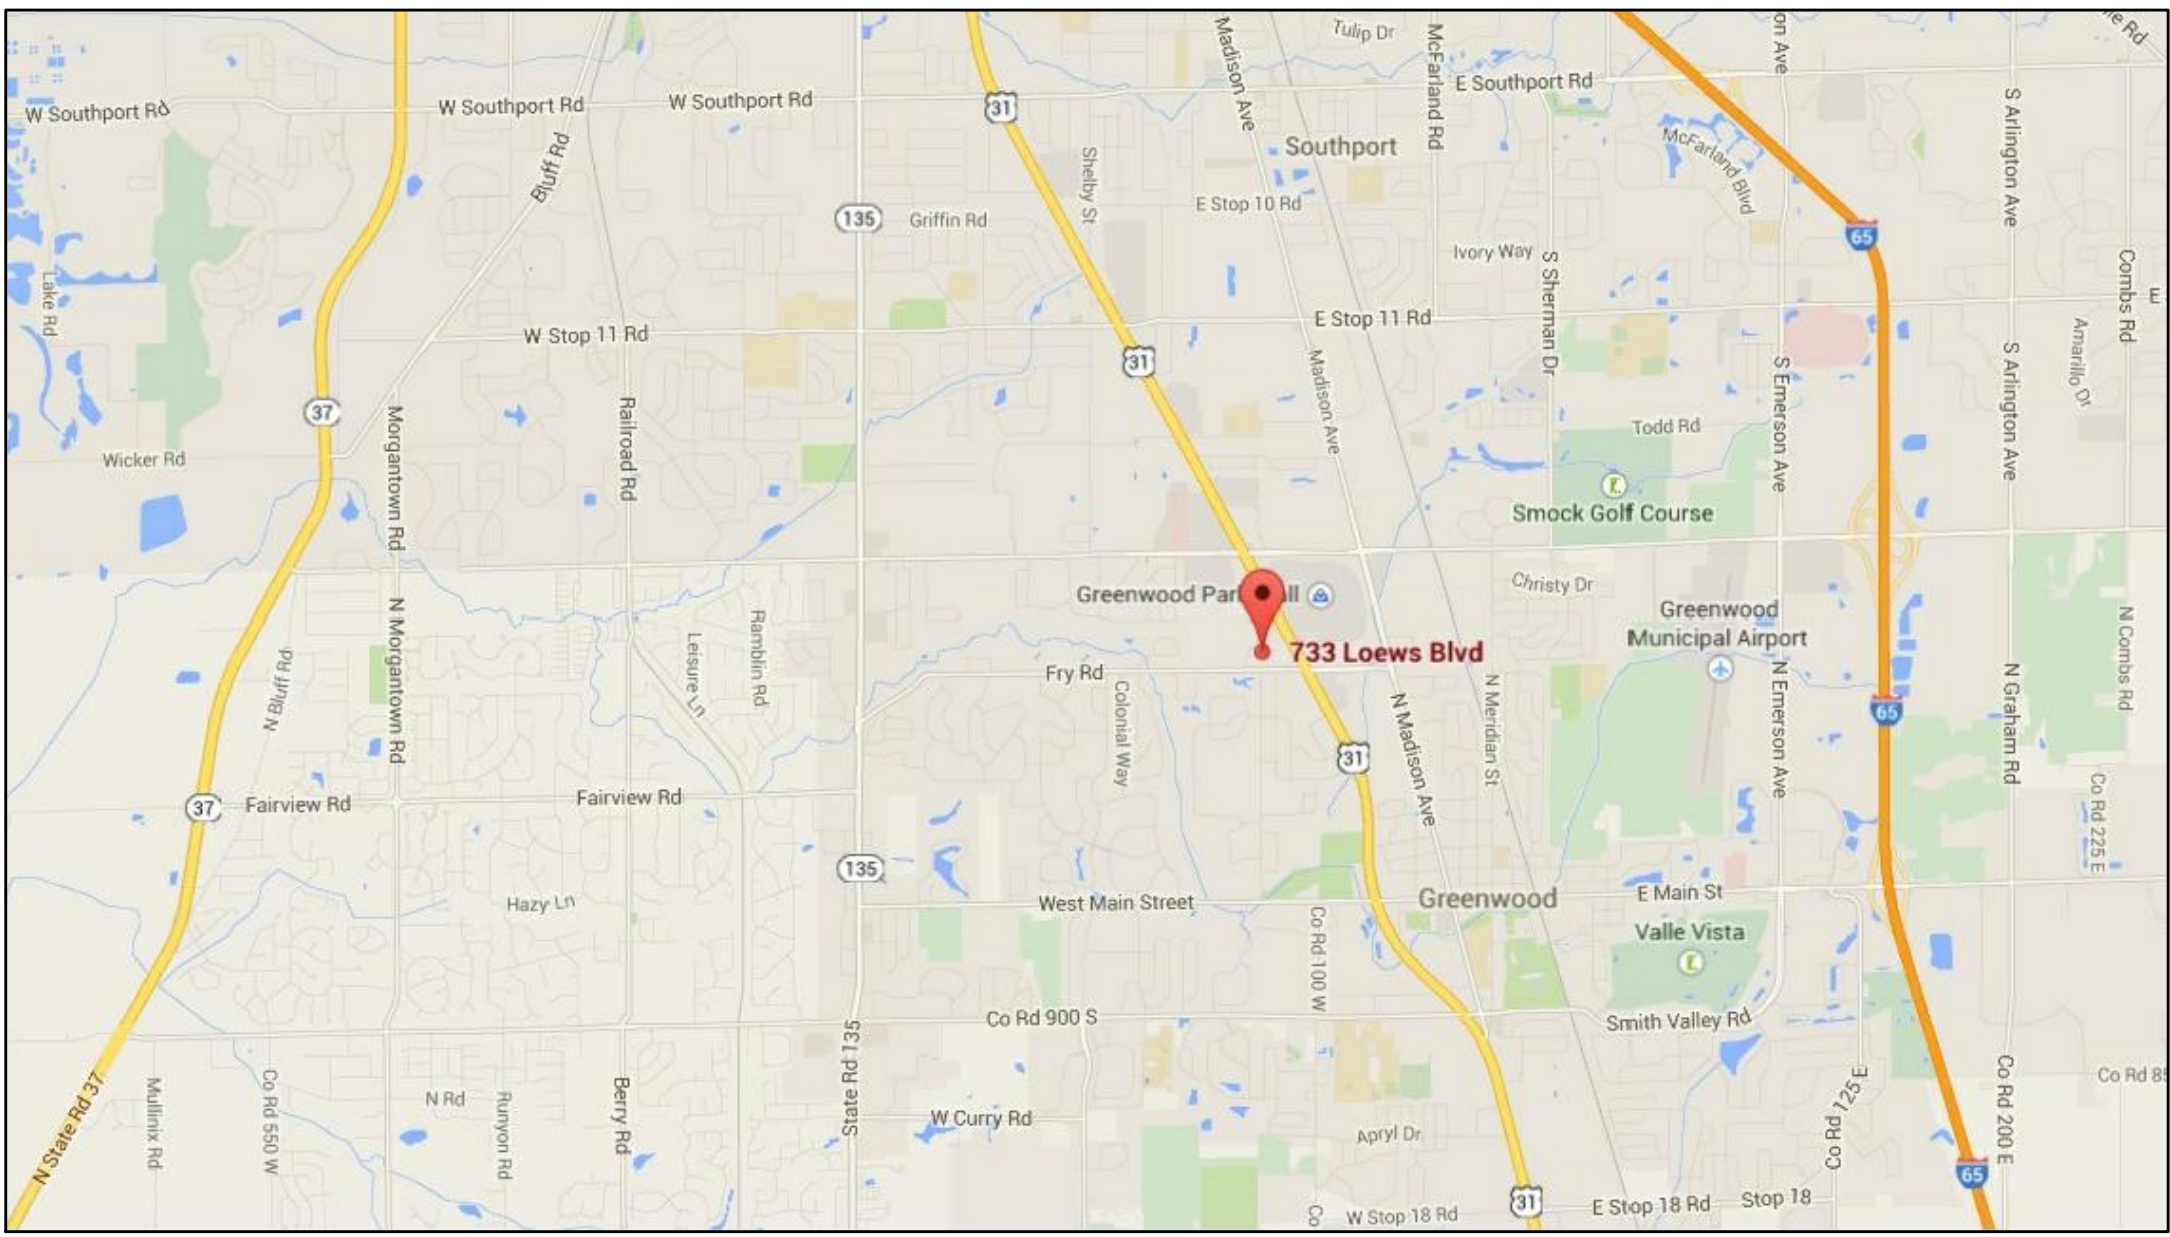 Tulip Dr
Madison Ave
McFarland Rd
on Ave
W Southport Rd
W Southport Rd
W Southport Rd
31
E Southport Rd
S Arlington Ave
Bluff Rd
Shelby St
Southport
McFarland Blvd
E Stop 10 Rd
135
Griffin Rd
65
Ivory Way
S Sherman Dr
Combs Rd
E
Lake Rd
W Stop 11 Rd
E Stop 11 Rd
Amarillo Dr
31
Madison Ave
S Emerson Ave
S Arlington Ave
37
Morgantown Rd
Railroad Rd
Todd Rd
Wicker Rd
Smock Golf Course
Christy Dr
Greenwood Par all
Greenwood
Municipal Airport
N Morgantown Rd
Leisure Ln
Ramblin Rd
N Combs Rd
733 Loews Blvd
N Bluff Rd
Fry Rd
Colonial Way
N Madison Ave
N Meridian St
N Emerson Ave
65
N Graham Rd
31
37
Fairview Rd
Fairview Rd
Co Rd 225 E
135
Hazy Ln
West Main Street
Greenwood
E Main St
Co Rd 100 W
Valle Vista
Co Rd 900 S
Smith Valley Rd
State Rd 135
N State Rd 37
Mullinix Rd
Co Rd 550 W
N Rd
Runyon Rd
Berry Rd
W Curry Rd
Apryl Dr
Co Rd 125 E
Co Rd 200 E
Co Rd 8
65
31
Co
W Stop 18 Rd
E Stop 18 Rd
Stop 18